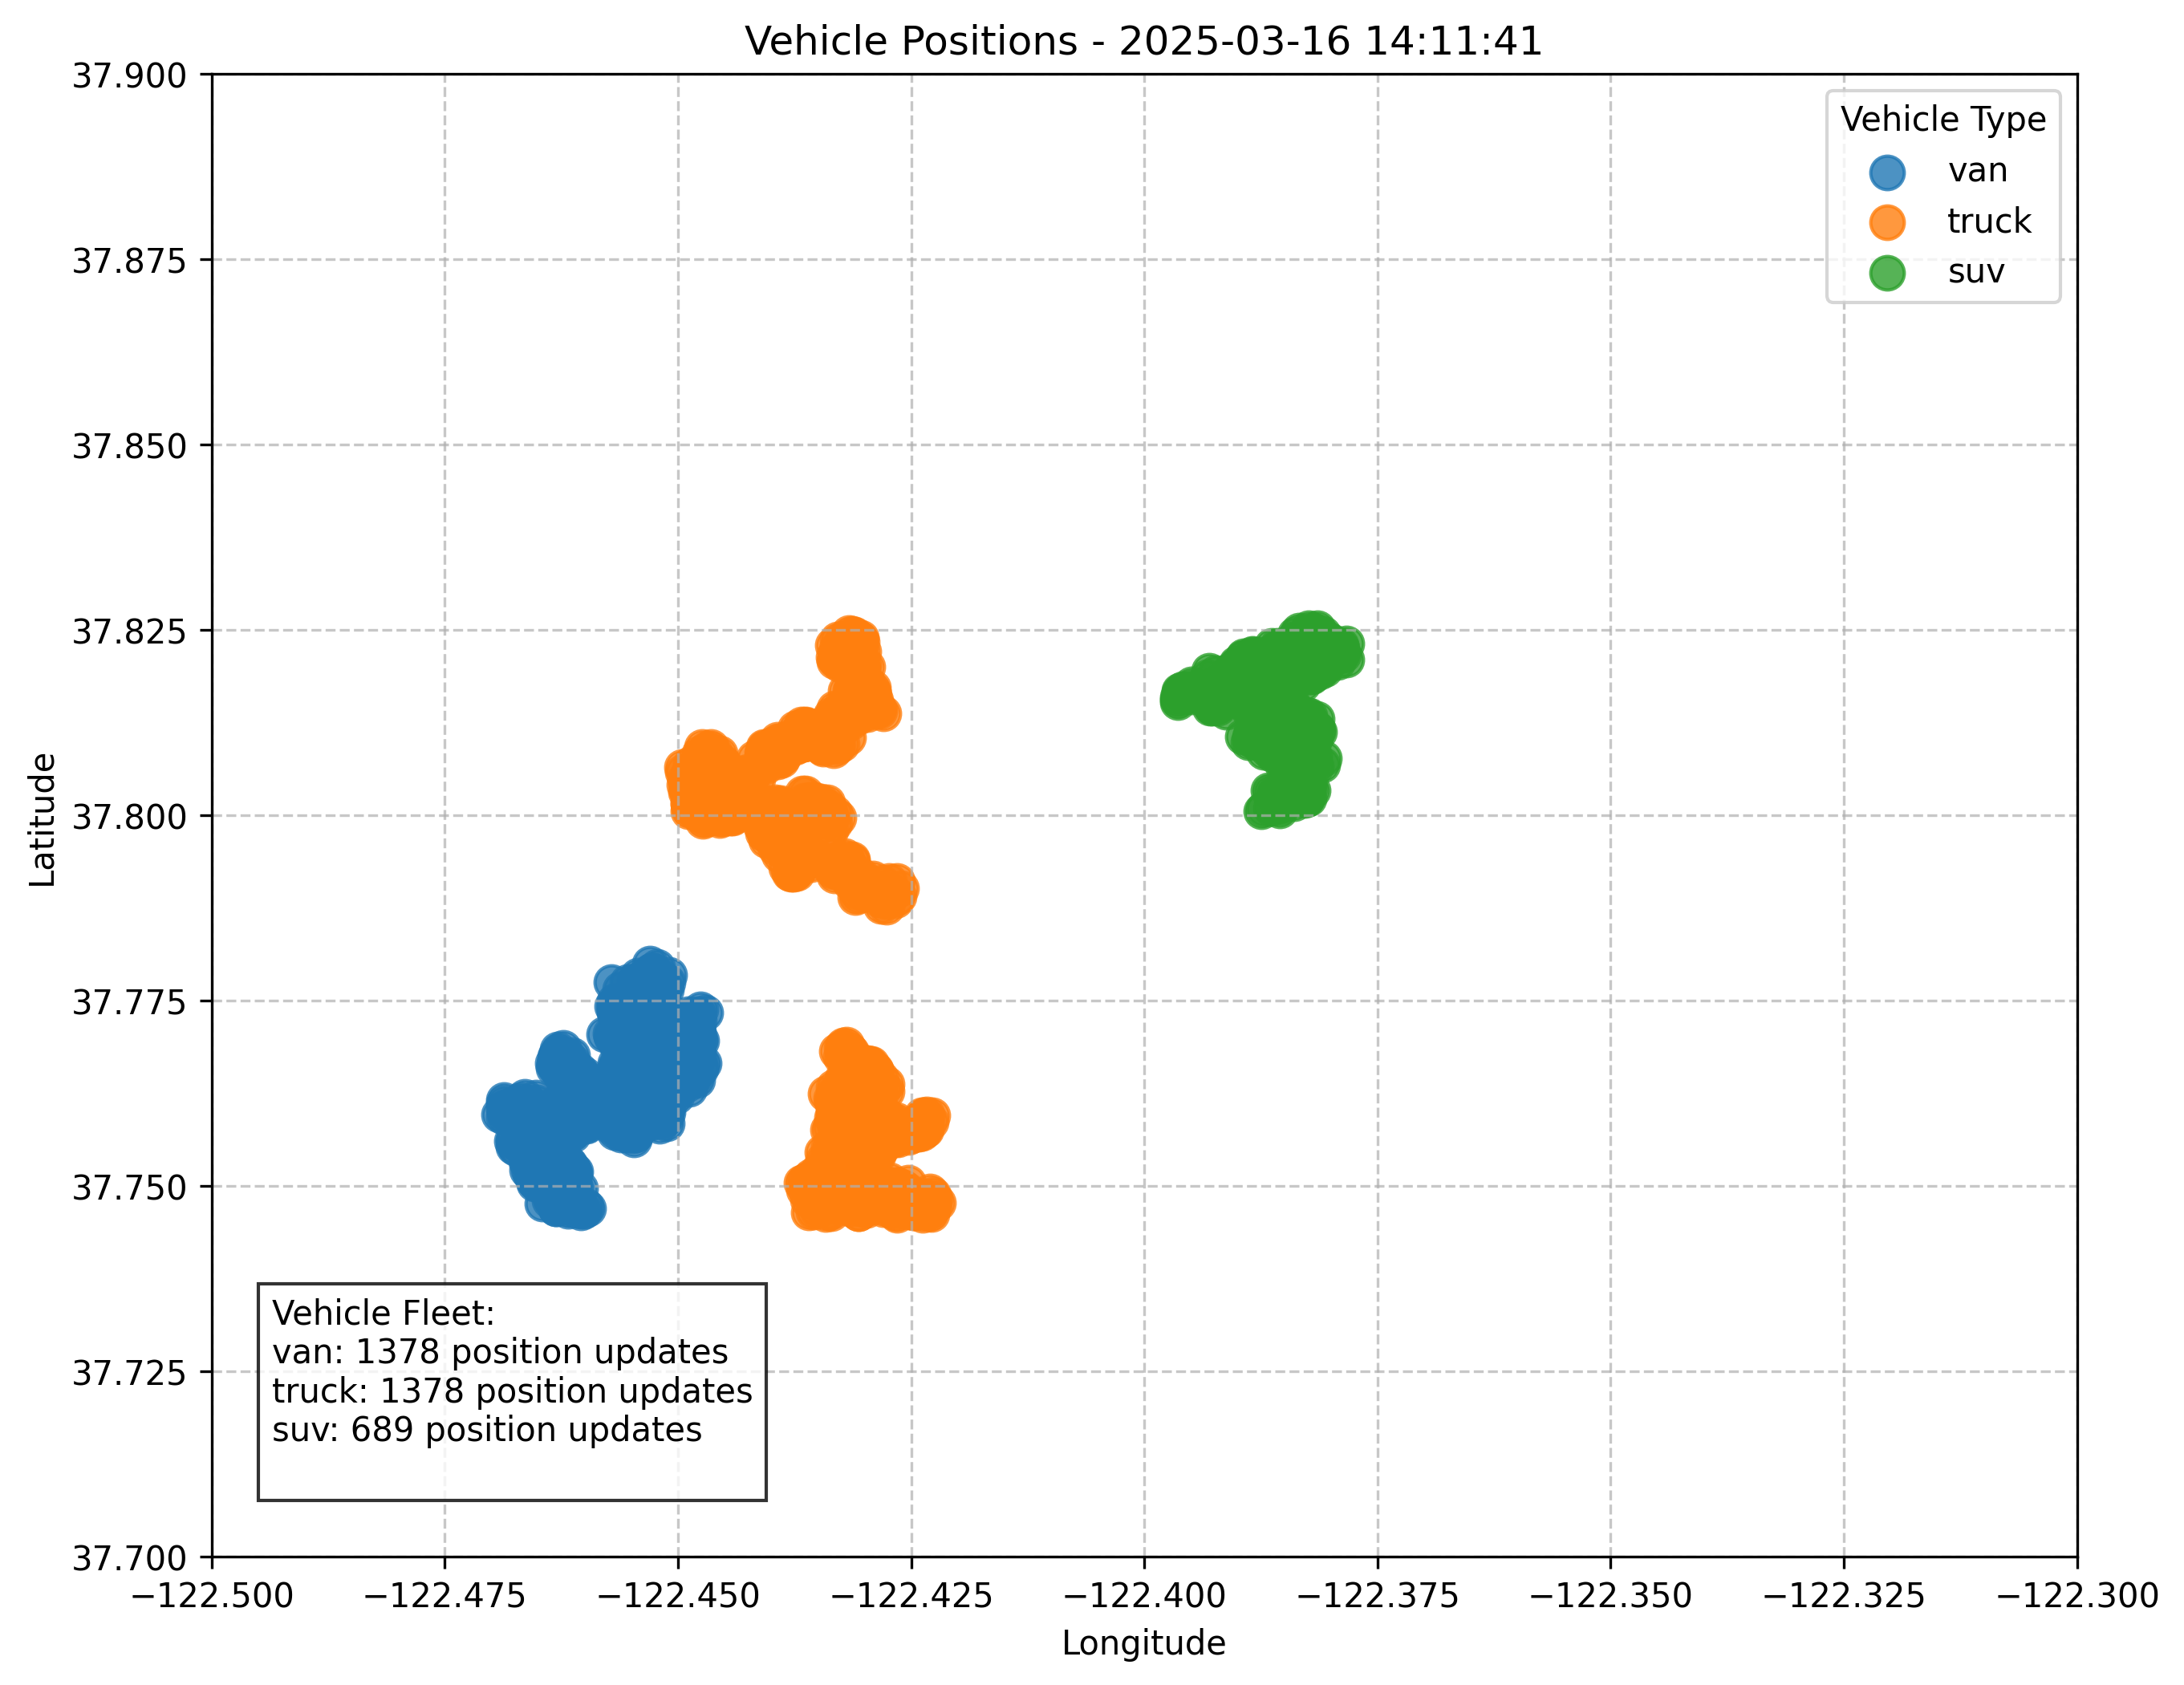 Vehicle Positions - 2025-03-16 14:11:41
Vehicle Type
van
truck
suv
37.900
37.875
37.850
37.825
37.800
37.775
37.750
37.725
37.700
Latitude
Vehicle Fleet:
van: 1378 position updates
truck: 1378 position updates
suv: 689 position updates
−122.500 −122.475 −122.450 −122.425 −122.400 −122.375 −122.350 −122.325 −122.300
Longitude